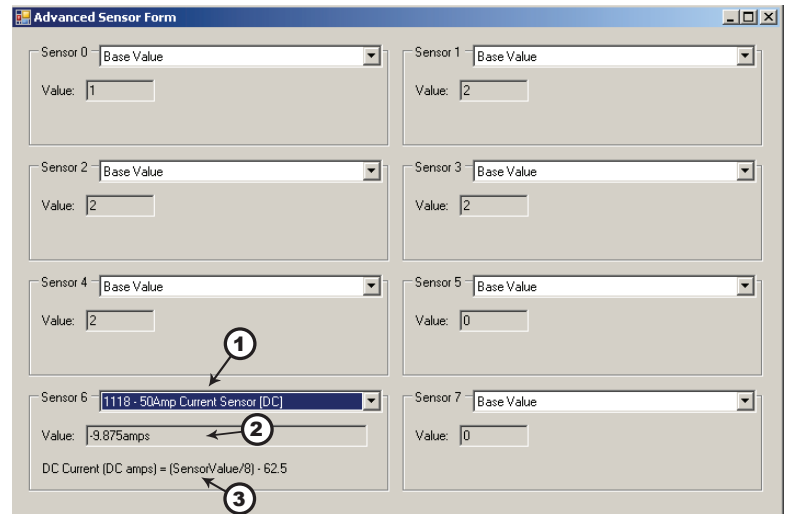 Advanced Sensor Form
Sensor 0 Base Value
Value: 1
Sensor 1 Base Value
Value: 2
Sensor 2 Base Value
Value: 2
Sensor 3 Base Value
Value: 2
Sensor 4 Base Value
Value: 2
Sensor 5 Base Value
Value: 0
1
Sensor 6 1118 - 50Amp Current Sensor [DC]
Value: -9.875amps
2
DC Current (DC amps) = (SensorValue/8) - 62.5
3
Sensor 7 Base Value
Value: 0